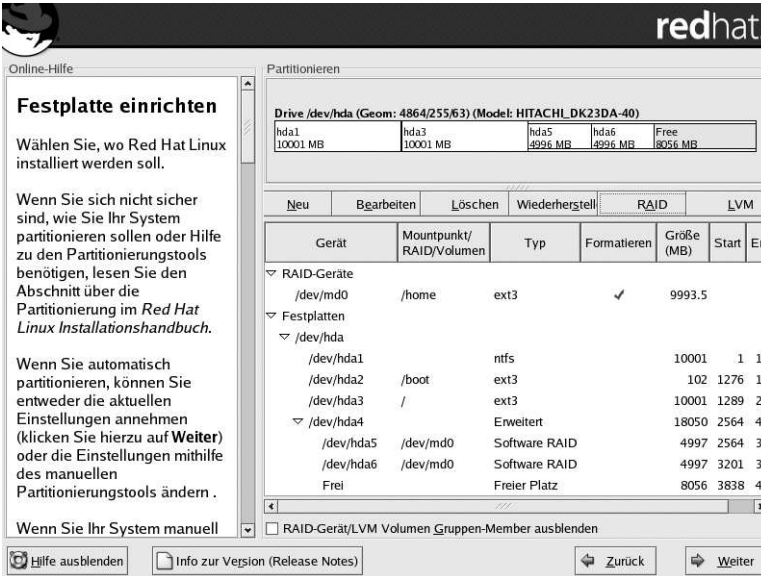 redhat.
Online-Hilfe
Festplatte einrichten
Wählen Sie, wo Red Hat Linux
installiert werden soll.
Wenn Sie sich nicht sicher
sind, wie Sie Ihr System
partitionieren sollen oder Hilfe
zu den Partitionierungstools
benötigen, lesen Sie den
Abschnitt über die
Partitionierung im Red Hat
Linux Installationshandbuch.
Wenn Sie automatisch
partitionieren, können Sie
entweder die aktuellen
Einstellungen annehmen
(klicken Sie hierzu auf Weiter)
oder die Einstellungen mithilfe
des manuellen
Partitionierungstools ändern .
Wenn Sie Ihr System manuell
Partitionieren
Drive /dev/hda (Geom: 4864/255/63) (Model: HITACHI_DK23DA-40)
hda1 hda3 hda5 hda6 Free
10001 MB 10001 MB 4996 MB 4996 MB 8056 MB
Neu Bearbeiten Löschen Wiederherstell RAID LVM
Gerät Mountpunkt/ RAID/Volumen Typ Formatieren Größe (MB) Start
RAID-Geräte
/dev/md0 /home ext3 9993.5
Festplatten
/dev/hda
/dev/hda1 ntfs 10001 1 1
/dev/hda2 /boot ext3 102 1276 1
/dev/hda3 / ext3 10001 1289 2
/dev/hda4 Erweitert 18050 2564 4
/dev/hda5 /dev/md0 Software RAID 4997 2564 3
/dev/hda6 /dev/md0 Software RAID 4997 3201 3
Frei Freier Platz 8056 3838 4
RAID-Gerät/LVM Volumen Gruppen-Member ausblenden
Hilfe ausblenden Info zur Version (Release Notes) Zurück Weiter